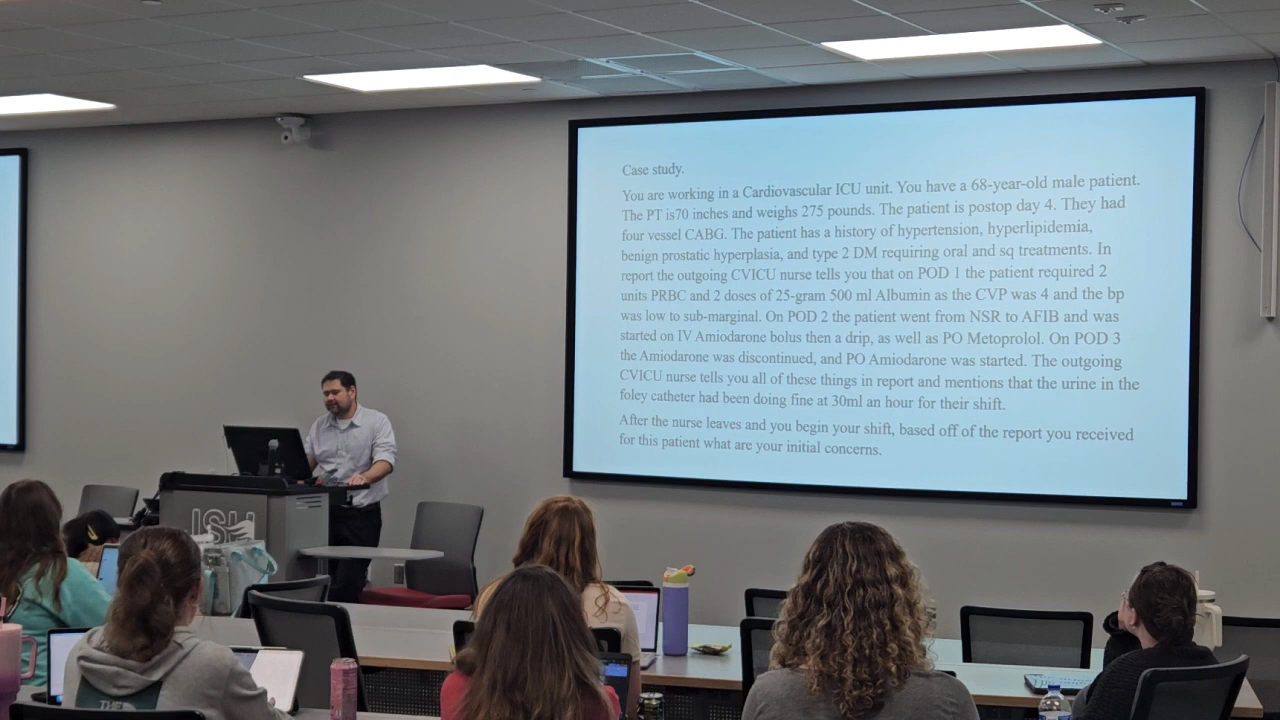 Case study.
You are working in a Cardiovascular ICU unit. You have a 68-year-old male patient.
The PT is70 inches and weighs 275 pounds. The patient is postop day 4. They had
four vessel CABG. The patient has a history of hypertension, hyperlipidemia,
benign prostatic hyperplasia, and type 2 DM requiring oral and sq treatments. In
report the outgoing CVICU nurse tells you that on POD 1 the patient required 2
units PRBC and 2 doses of 25-gram 500 ml Albumin as the CVP was 4 and the bp
was low to sub-marginal. On POD 2 the patient went from NSR to AFIB and was
started on IV Amiodarone bolus then a drip, as well as PO Metoprolol. On POD 3
the Amiodarone was discontinued, and PO Amiodarone was started. The outgoing
CVICU nurse tells you all of these things in report and mentions that the urine in the
foley catheter had been doing fine at 30ml an hour for their shift.
After the nurse leaves and you begin your shift, based off of the report you received
for this patient what are your initial concerns.
ISU
THE